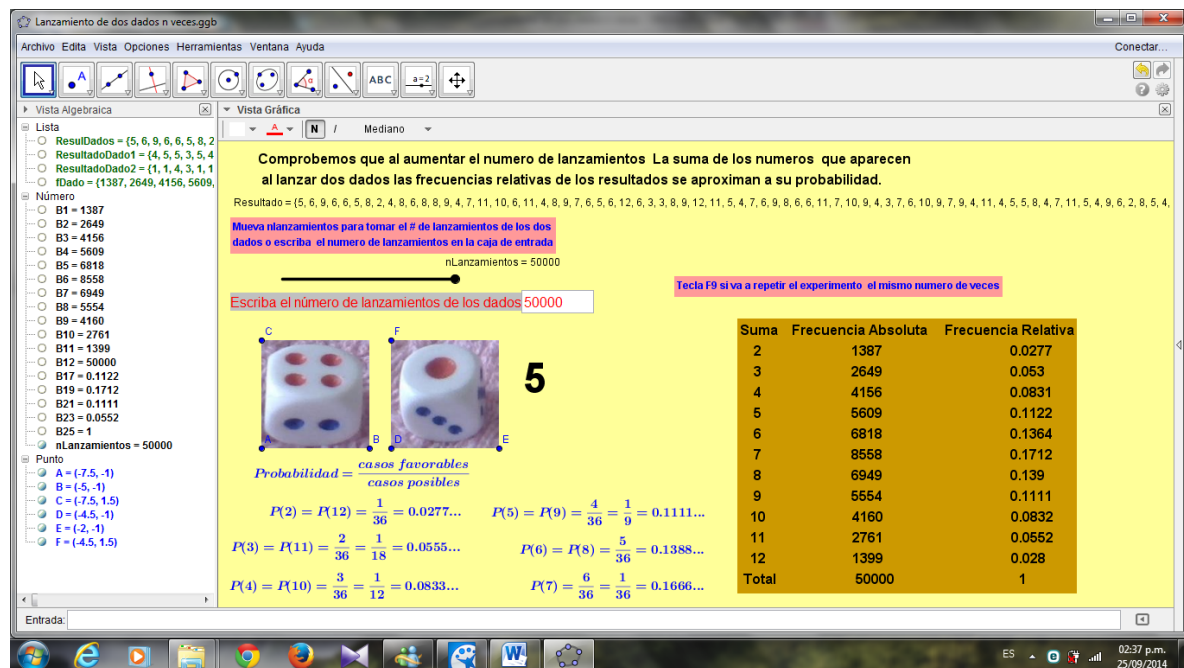 Lanzamiento de dos dados n veces.ggb
Archivo Edita Vista Opciones Herramientas Ventana Ayuda
Conectar...
A
α
ABC
a=2
Vista Algebraica
Vista Gráfica
N I Mediano
Lista
ResulDados = {5, 6, 9, 6, 6, 5, 8, 2
ResultadoDado1 = {4, 5, 5, 3, 5, 4
ResultadoDado2 = {1, 1, 4, 3, 1, 1
fDado = {1387, 2649, 4156, 5609,
Número
B1 = 1387
B2 = 2649
B3 = 4156
B4 = 5609
B5 = 6818
B6 = 8558
B7 = 6949
B8 = 5554
B9 = 4160
B10 = 2761
B11 = 1399
B12 = 50000
B17 = 0.1122
B19 = 0.1712
B21 = 0.1111
B23 = 0.0552
B25 = 1
nLanzamientos = 50000
Punto
A = (-7.5, -1)
B = (-5, -1)
C = (-7.5, 1.5)
D = (-4.5, -1)
E = (-2, -1)
F = (-4.5, 1.5)
Comprobemos que al aumentar el numero de lanzamientos La suma de los numeros que aparecen
al lanzar dos dados las frecuencias relativas de los resultados se aproximan a su probabilidad.
Resultado = {5, 6, 9, 6, 6, 5, 8, 2, 4, 8, 6, 8, 8, 9, 4, 7, 11, 10, 6, 11, 4, 8, 9, 7, 6, 5, 6, 12, 6, 3, 3, 8, 9, 12, 11, 5, 4, 7, 6, 9, 8, 6, 6, 11, 7, 10, 9, 4, 3, 7, 6, 10, 9, 7, 9, 4, 11, 4, 5, 5, 8, 4, 7, 11, 5, 4, 9, 6, 2, 8, 5, 4,
Mueva nlanzamientos para tomar el # de lanzamientos de los dos
dados o escriba el numero de lanzamientos en la caja de entrada
nLanzamientos = 50000
Tecla F9 si va a repetir el experimento el mismo numero de veces
Escriba el número de lanzamientos de los dados 50000
C
F
5
A
B
D
E
Probabilidad = casos favorables / casos posibles
P(2) = P(12) = 1/36 = 0.0277...
P(5) = P(9) = 4/36 = 1/9 = 0.1111...
P(3) = P(11) = 2/36 = 1/18 = 0.0555...
P(6) = P(8) = 5/36 = 0.1388...
P(4) = P(10) = 3/36 = 1/12 = 0.0833...
P(7) = 6/36 = 1/36 = 0.1666...
Suma Frecuencia Absoluta Frecuencia Relativa
2 1387 0.0277
3 2649 0.053
4 4156 0.0831
5 5609 0.1122
6 6818 0.1364
7 8558 0.1712
8 6949 0.139
9 5554 0.1111
10 4160 0.0832
11 2761 0.0552
12 1399 0.028
Total 50000 1
Entrada:
ES
02:37 p.m.
25/09/2014